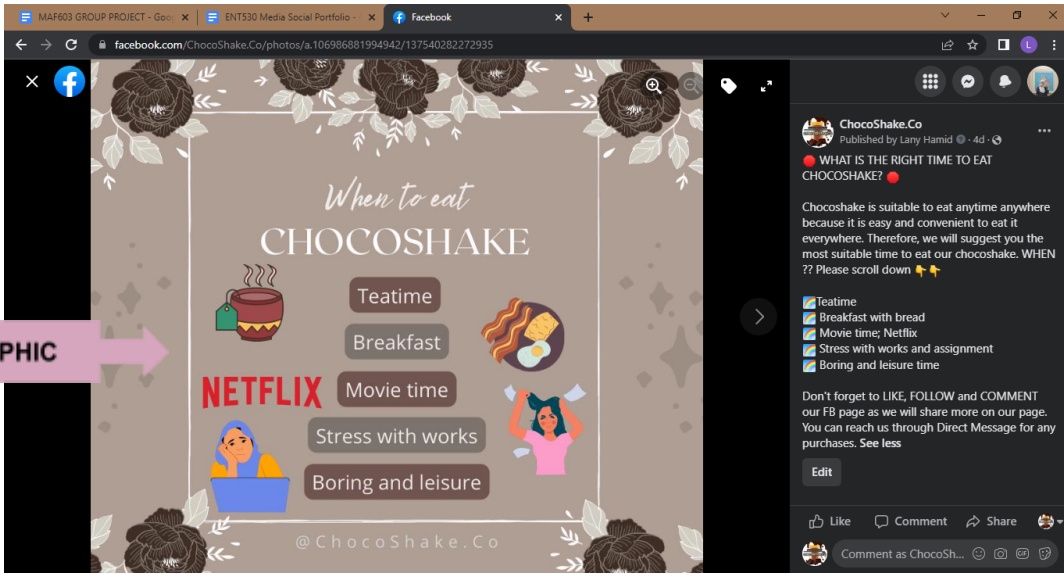 MAF603 GROUP PROJECT - Goo
ENT530 Media Social Portfolio -
Facebook
facebook.com/ChocoShake.Co/photos/a.106986881994942/137540282272935
L
PHIC
When to eat
CHOCOSHAKE
Teatime
Breakfast
NETFLIX
Movie time
Stress with works
Boring and leisure
@ChocoShake.Co
ChocoShake.Co
Published by Lany Hamid · 4d ·
🔴 WHAT IS THE RIGHT TIME TO EAT
CHOCOSHAKE? 🔴
Chocoshake is suitable to eat anytime anywhere
because it is easy and convenient to eat it
everywhere. Therefore, we will suggest you the
most suitable time to eat our chocoshake. WHEN
?? Please scroll down 👇👇
🌈Teatime
🌈 Breakfast with bread
🌈 Movie time; Netflix
🌈 Stress with works and assignment
🌈 Boring and leisure time
Don't forget to LIKE, FOLLOW and COMMENT
our FB page as we will share more on our page.
You can reach us through Direct Message for any
purchases. See less
Edit
Like Comment Share
Comment as ChocoSh...
GIF